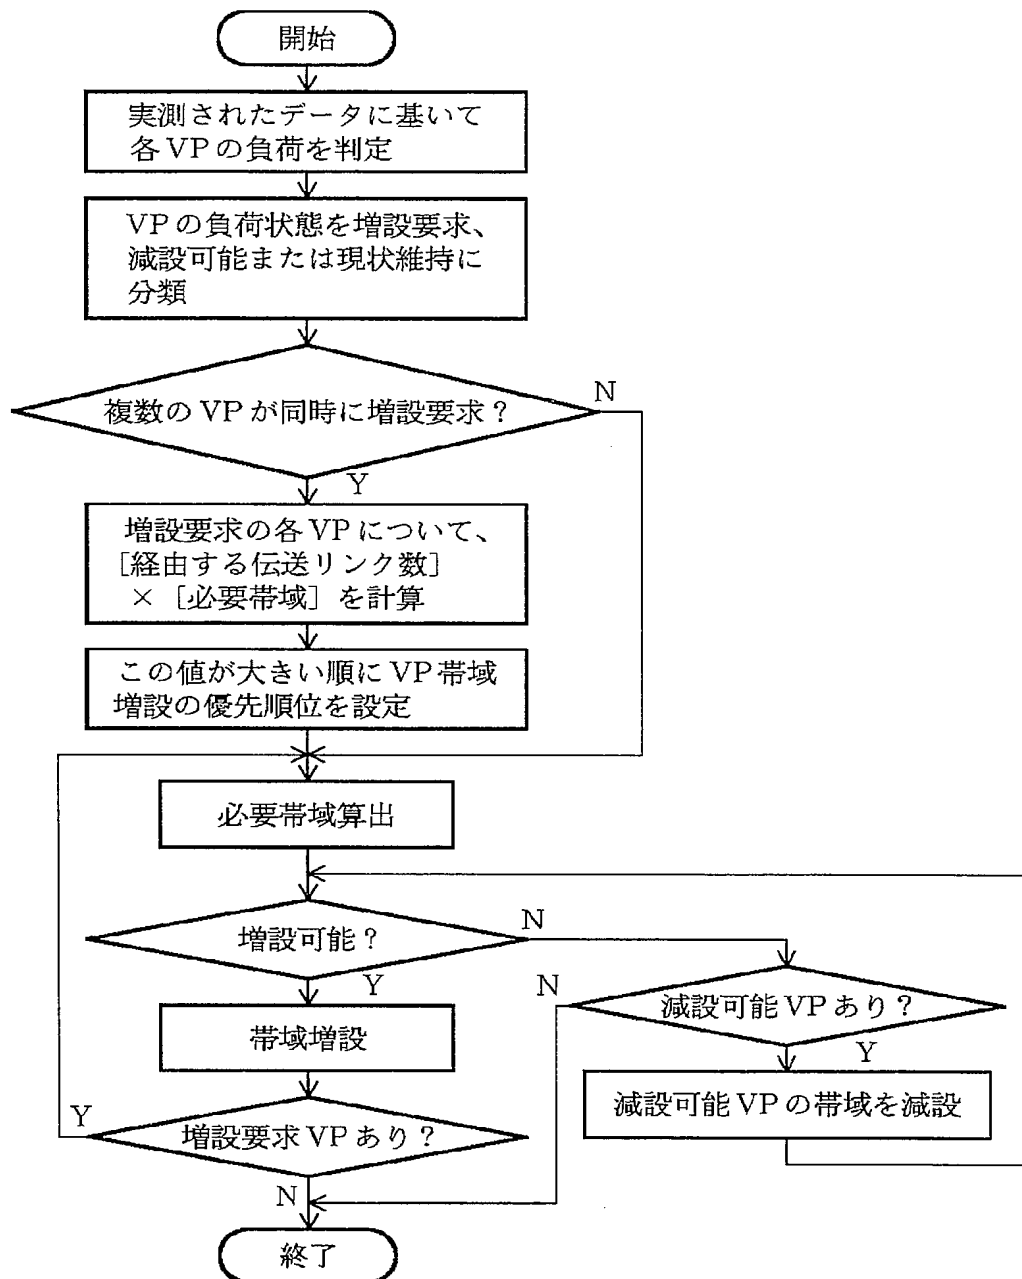 開始
実測されたデータに基いて
各VPの負荷を判定
VPの負荷状態を増設要求、
減設可能または現状維持に
分類
複数のVPが同時に増設要求？
N
Y
増設要求の各VPについて、
［経由する伝送リンク数］
×［必要帯域］を計算
この値が大きい順にVP帯域
増設の優先順位を設定
必要帯域算出
増設可能？
N
Y
減設可能VPあり？
N
Y
帯域増設
減設可能VPの帯域を減設
増設要求VPあり？
Y
N
終了